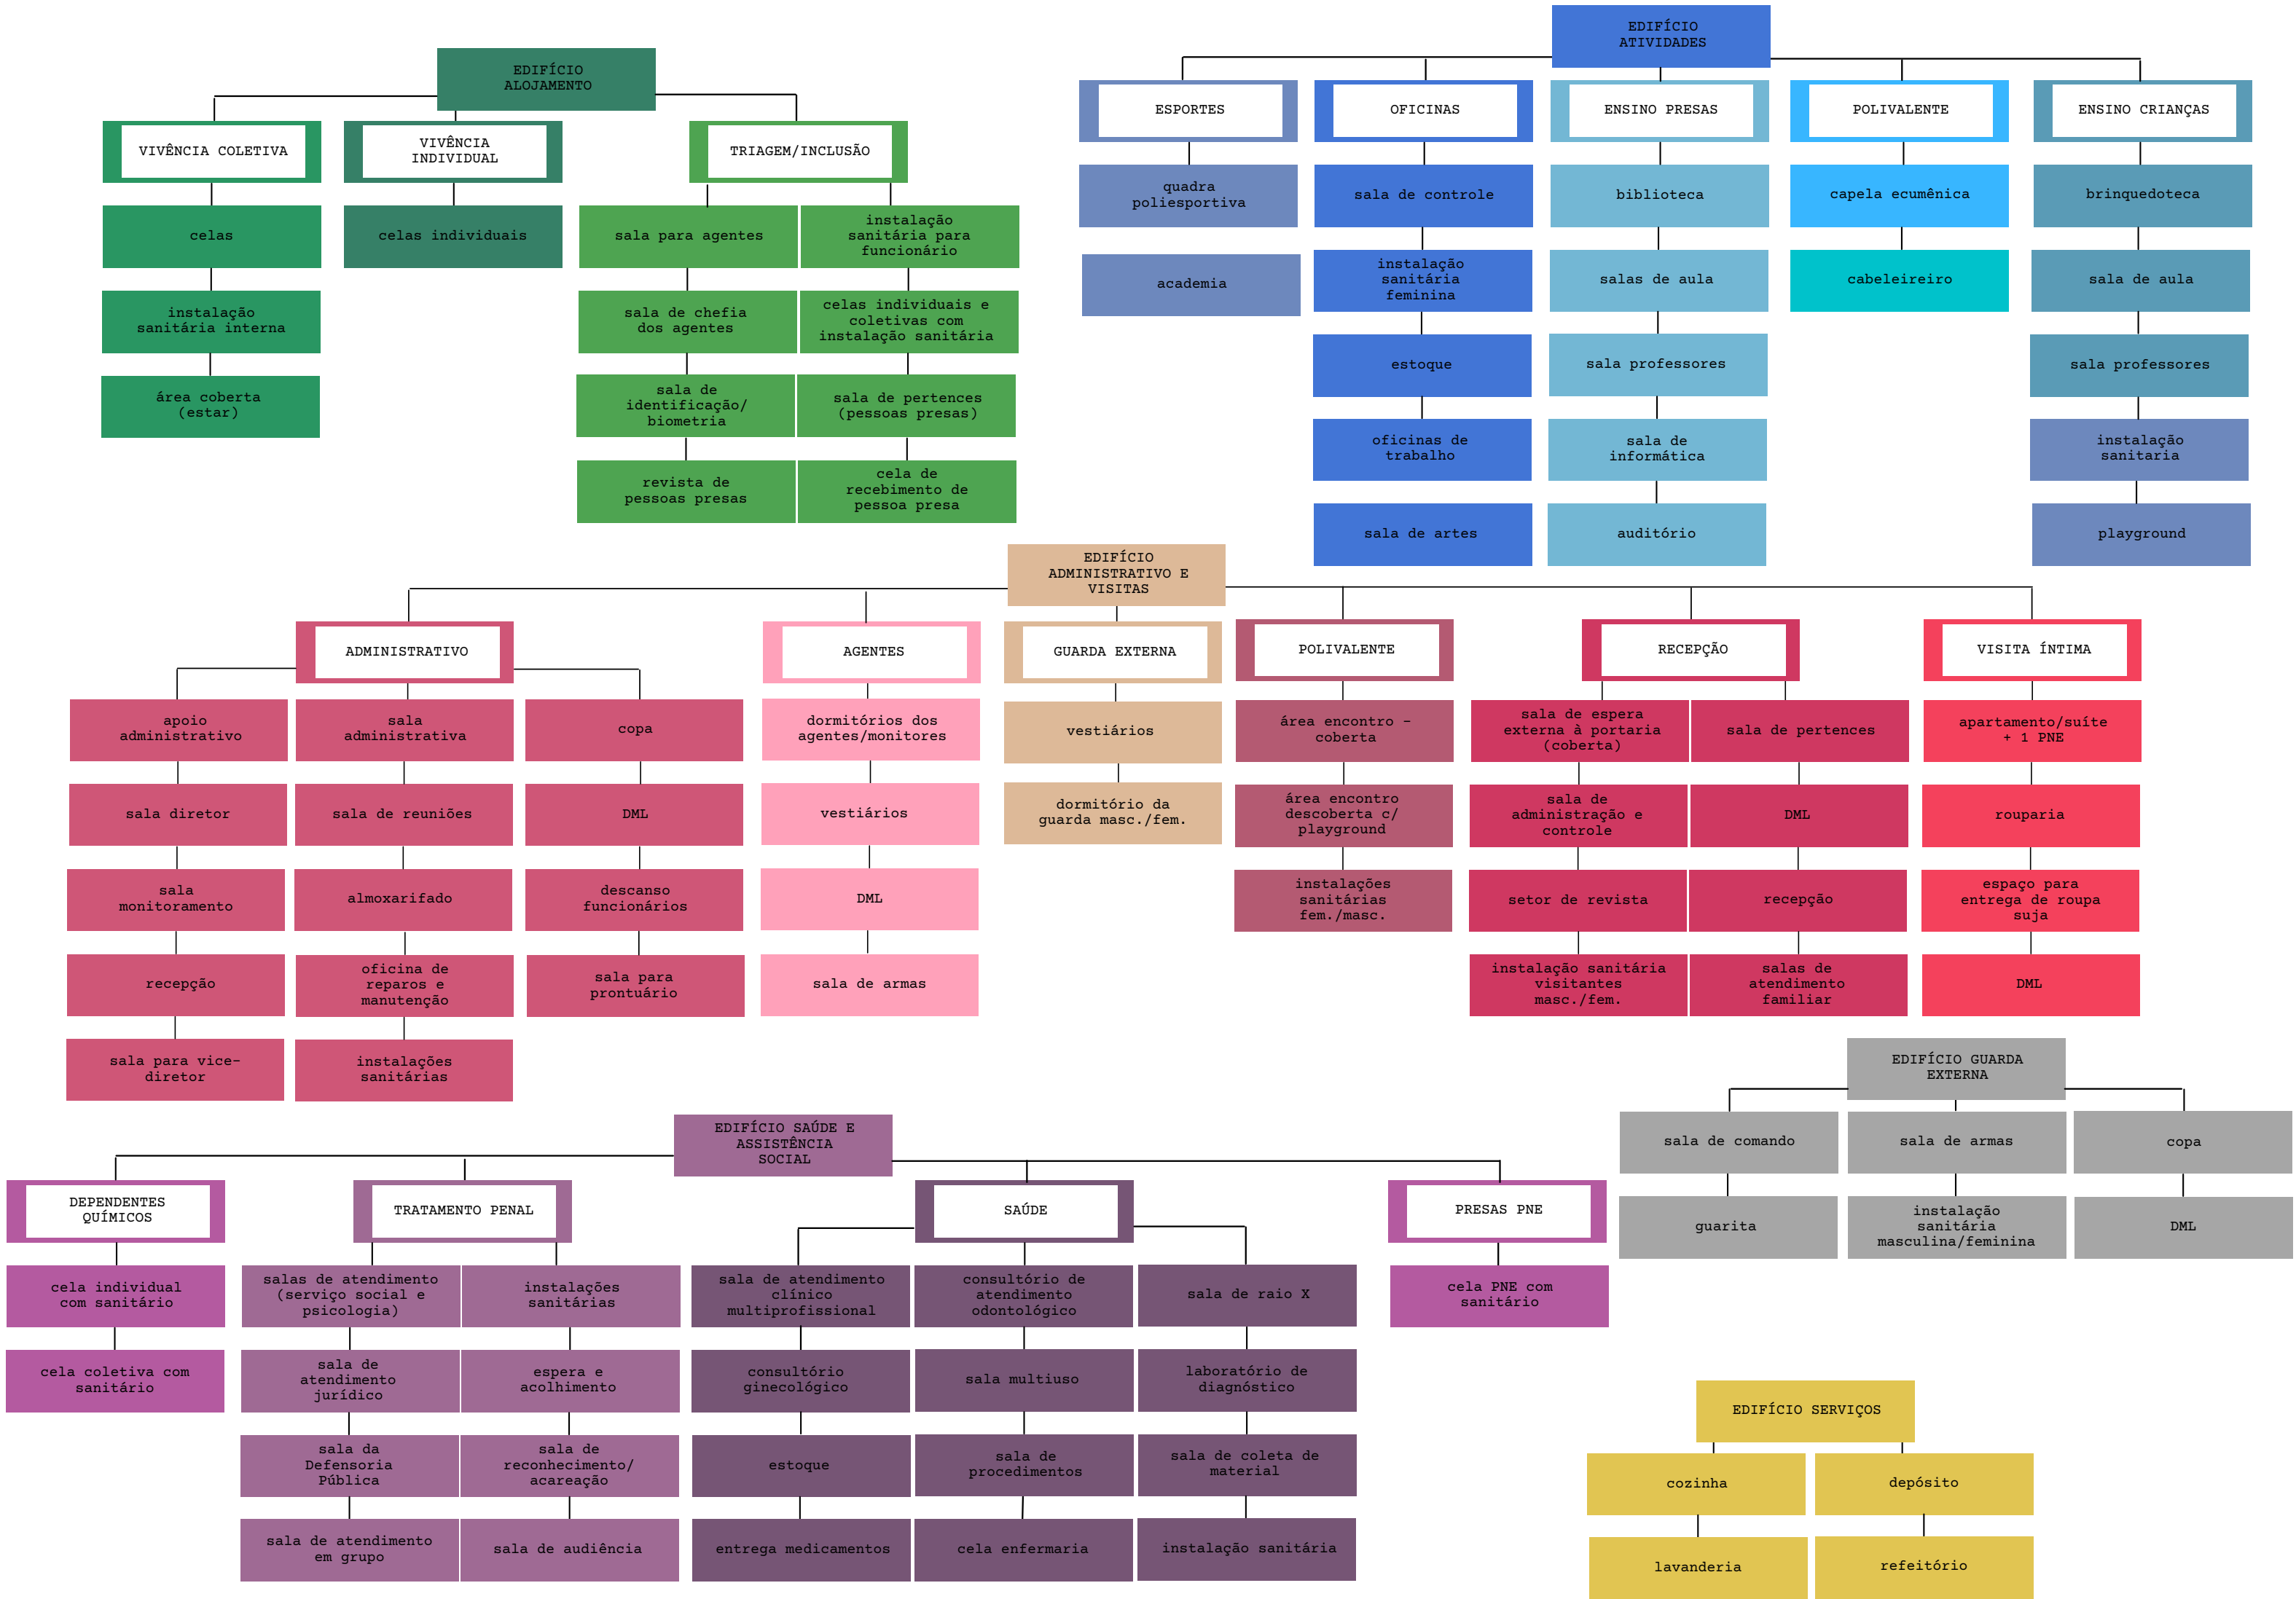 EDIFÍCIO
ALOJAMENTO
VIVÊNCIA COLETIVA
celas
instalação
sanitária interna
área coberta
(estar)
VIVÊNCIA
INDIVIDUAL
celas individuais
TRIAGEM/INCLUSÃO
sala para agentes
sala de chefia
dos agentes
sala de
identificação/
biometria
revista de
pessoas presas
instalação
sanitária para
funcionário
celas individuais e
coletivas com
instalação sanitária
sala de pertences
(pessoas presas)
cela de
recebimento de
pessoa presa
EDIFÍCIO
ATIVIDADES
ESPORTES
quadra
poliesportiva
academia
OFICINAS
sala de controle
instalação
sanitária
feminina
estoque
oficinas de
trabalho
sala de artes
ENSINO PRESAS
biblioteca
salas de aula
sala professores
sala de
informática
auditório
POLIVALENTE
capela ecumênica
cabeleireiro
ENSINO CRIANÇAS
brinquedoteca
sala de aula
sala professores
instalação
sanitaria
playground
EDIFÍCIO
ADMINISTRATIVO E
VISITAS
ADMINISTRATIVO
apoio
administrativo
sala diretor
sala
monitoramento
recepção
sala para vice-
diretor
sala
administrativa
sala de reuniões
almoxarifado
oficina de
reparos e
manutenção
instalações
sanitárias
copa
DML
descanso
funcionários
sala para
prontuário
AGENTES
dormitórios dos
agentes/monitores
vestiários
DML
sala de armas
GUARDA EXTERNA
vestiários
dormitório da
guarda masc./fem.
POLIVALENTE
área encontro -
coberta
área encontro
descoberta c/
playground
instalações
sanitárias
fem./masc.
RECEPÇÃO
sala de espera
externa à portaria
(coberta)
sala de
administração e
controle
setor de revista
instalação sanitária
visitantes
masc./fem.
sala de pertences
DML
recepção
salas de
atendimento
familiar
VISITA ÍNTIMA
apartamento/suíte
+ 1 PNE
rouparia
espaço para
entrega de roupa
suja
DML
EDIFÍCIO GUARDA
EXTERNA
sala de comando
guarita
sala de armas
instalação
sanitária
masculina/feminina
copa
DML
EDIFÍCIO SAÚDE E
ASSISTÊNCIA
SOCIAL
DEPENDENTES
QUÍMICOS
cela individual
com sanitário
cela coletiva com
sanitário
TRATAMENTO PENAL
salas de atendimento
(serviço social e
psicologia)
sala de
atendimento
jurídico
sala da
Defensoria
Pública
sala de atendimento
em grupo
instalações
sanitárias
espera e
acolhimento
sala de
reconhecimento/
acareação
sala de audiência
SAÚDE
sala de atendimento
clínico
multiprofissional
consultório
ginecológico
estoque
entrega medicamentos
consultório de
atendimento
odontológico
sala multiuso
sala de
procedimentos
cela enfermaria
sala de raio X
laboratório de
diagnóstico
sala de coleta de
material
instalação sanitária
PRESAS PNE
cela PNE com
sanitário
EDIFÍCIO SERVIÇOS
cozinha
lavanderia
depósito
refeitório